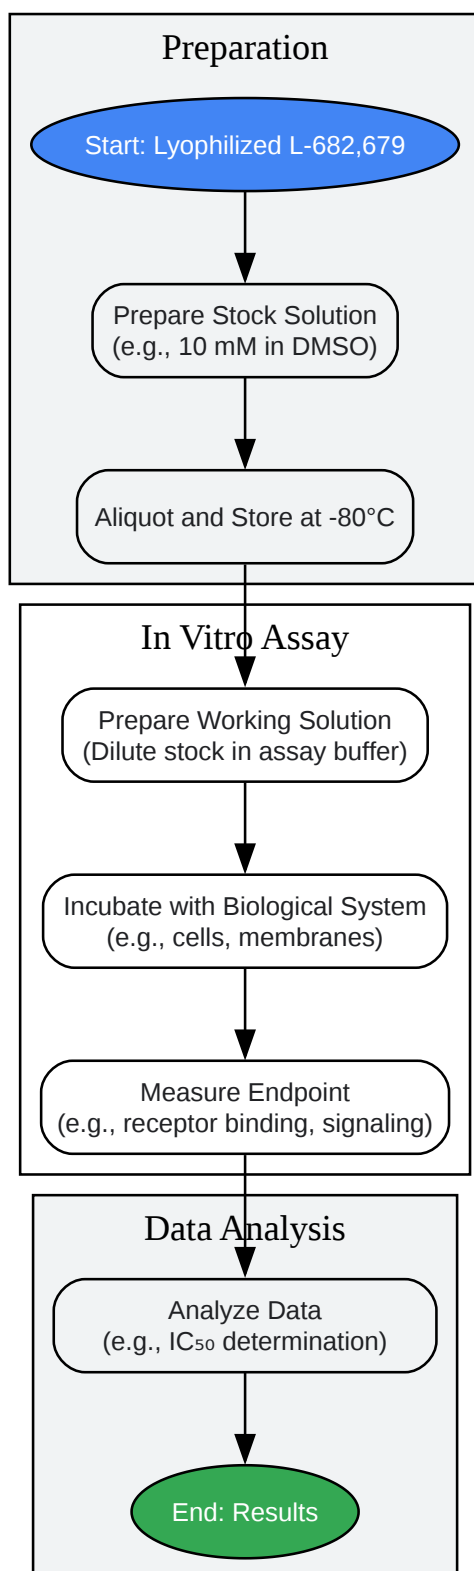 Preparation
Start: Lyophilized L-682,679
Prepare Stock Solution
(e.g., 10 mM in DMSO)
Aliquot and Store at -80°C
In Vitro Assay
Prepare Working Solution
(Dilute stock in assay buffer)
Incubate with Biological System
(e.g., cells, membranes)
Measure Endpoint
(e.g., receptor binding, signaling)
Data Analysis
Analyze Data
(e.g., IC₅₀ determination)
End: Results